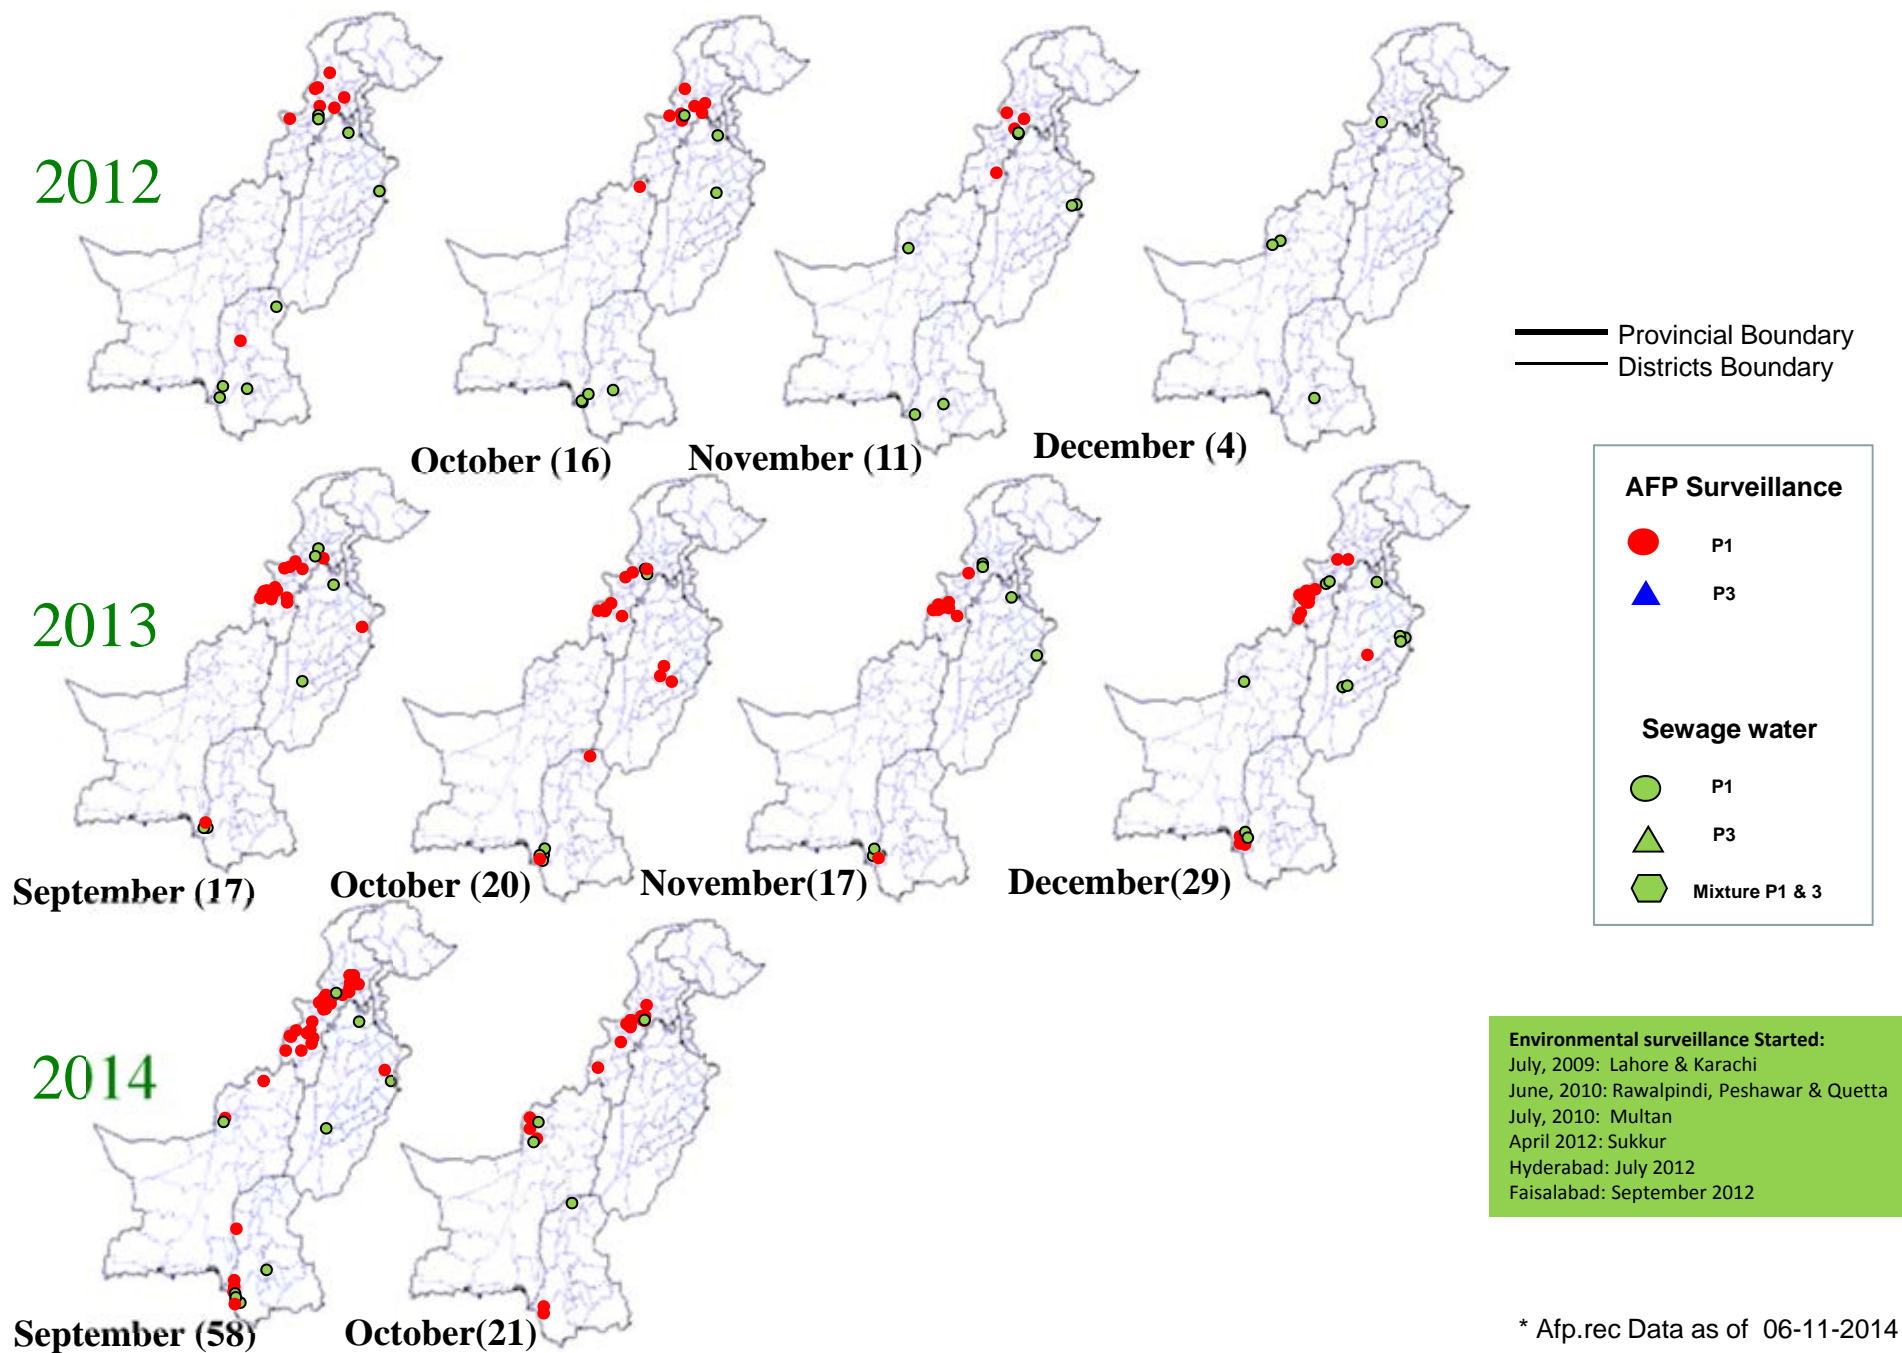 2012
October (16)
November (11)
December (4)
Provincial Boundary
Districts Boundary
AFP Surveillance
P1
P3
Sewage water
P1
P3
Mixture P1 & 3
2013
September (17)
October (20)
November(17)
December(29)
2014
September (58)
October(21)
Environmental surveillance Started:
July, 2009: Lahore & Karachi
June, 2010: Rawalpindi, Peshawar & Quetta
July, 2010: Multan
April 2012: Sukkur
Hyderabad: July 2012
Faisalabad: September 2012
* Afp.rec Data as of 06-11-2014